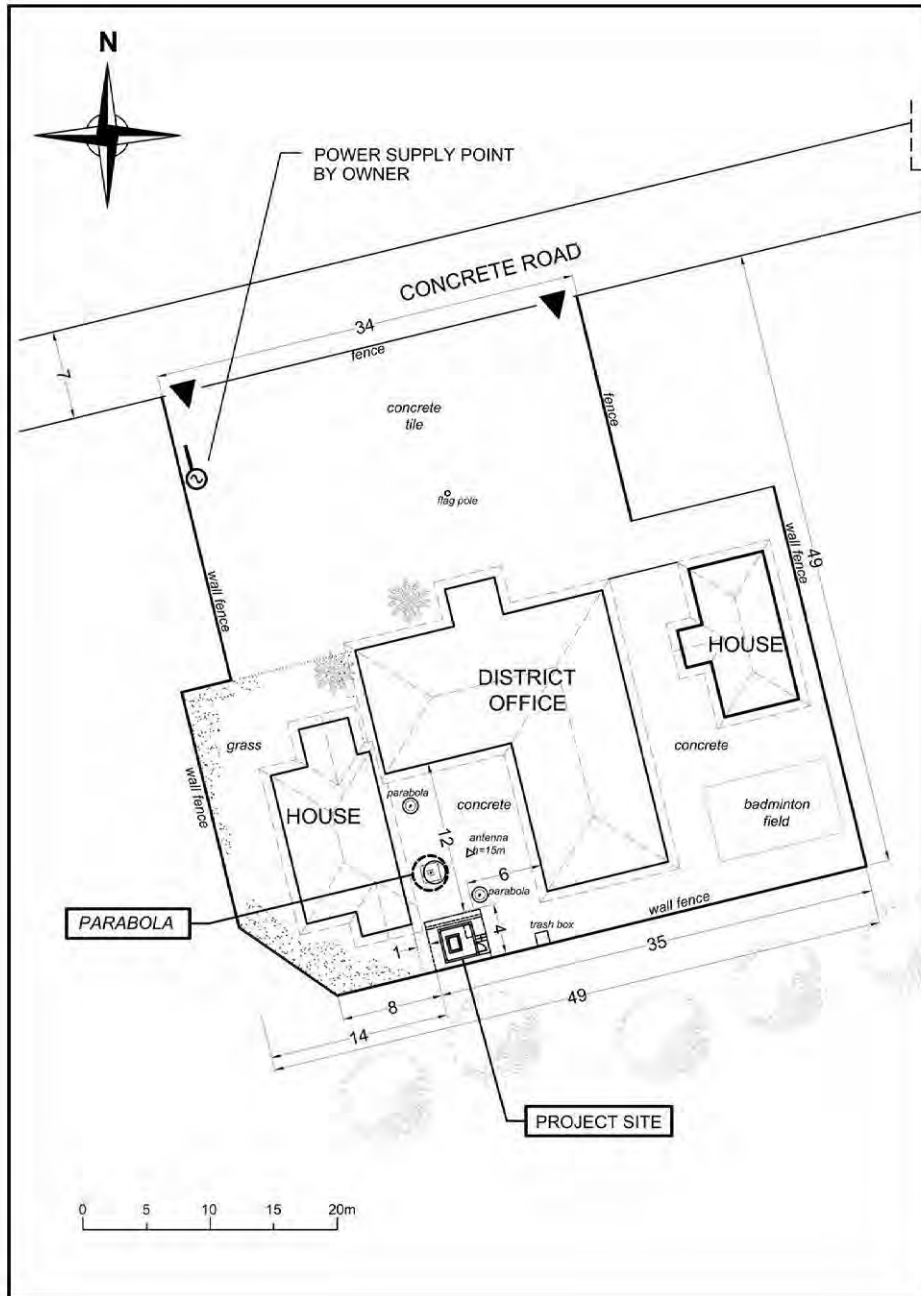 N
POWER SUPPLY POINT
BY OWNER
CONCRETE ROAD
34
fence
7
concrete
tile
fence
flag pole
wall fence
wall fence
49
HOUSE
DISTRICT
OFFICE
grass
wall fence
concrete
HOUSE
parabola
concrete
badminton
field
12
antenna
h=15m
6
parabola
PARABOLA
4
trash box
wall fence
1
35
8
49
14
PROJECT SITE
0 5 10 15 20m